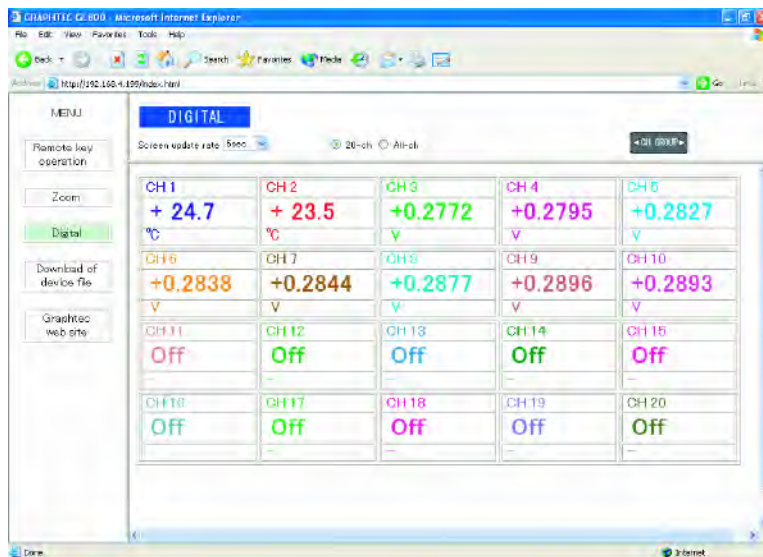 GRAPHTEC GL800 - Microsoft Internet Explorer
File Edit View Favorites Tools Help
Back Search Favorites Media
http://192.168.4.199/index.html Go
MENU
Remote key operation
Zoom
Digital
Download of device file
Graphtec web site
DIGITAL
Screen update rate 5sec 20-ch All-ch ◄CH GROUP►
CH 1 CH 2 CH 3 CH 4 CH 5
+ 24.7 + 23.5 +0.2772 +0.2795 +0.2827
℃ ℃ V V V
CH 6 CH 7 CH 8 CH 9 CH 10
+0.2838 +0.2844 +0.2877 +0.2896 +0.2893
V V V V V
CH 11 CH 12 CH 13 CH 14 CH 15
Off Off Off Off Off
-- -- -- -- --
CH 16 CH 17 CH 18 CH 19 CH 20
Off Off Off Off Off
-- -- -- -- --
Done Internet